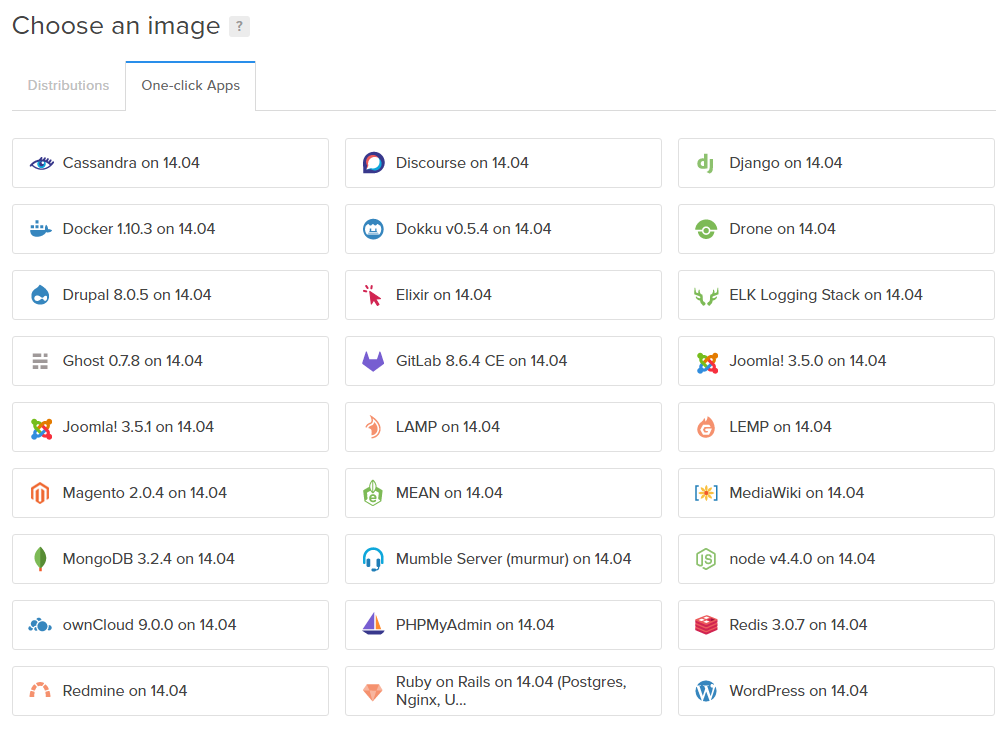 Choose an image ?
Distributions One-click Apps
Cassandra on 14.04 Discourse on 14.04 Django on 14.04
Docker 1.10.3 on 14.04 Dokku v0.5.4 on 14.04 Drone on 14.04
Drupal 8.0.5 on 14.04 Elixir on 14.04 ELK Logging Stack on 14.04
Ghost 0.7.8 on 14.04 GitLab 8.6.4 CE on 14.04 Joomla! 3.5.0 on 14.04
Joomla! 3.5.1 on 14.04 LAMP on 14.04 LEMP on 14.04
Magento 2.0.4 on 14.04 MEAN on 14.04 MediaWiki on 14.04
MongoDB 3.2.4 on 14.04 Mumble Server (murmur) on 14.04 node v4.4.0 on 14.04
ownCloud 9.0.0 on 14.04 PHPMyAdmin on 14.04 Redis 3.0.7 on 14.04
Redmine on 14.04 Ruby on Rails on 14.04 (Postgres,
Nginx, U... WordPress on 14.04